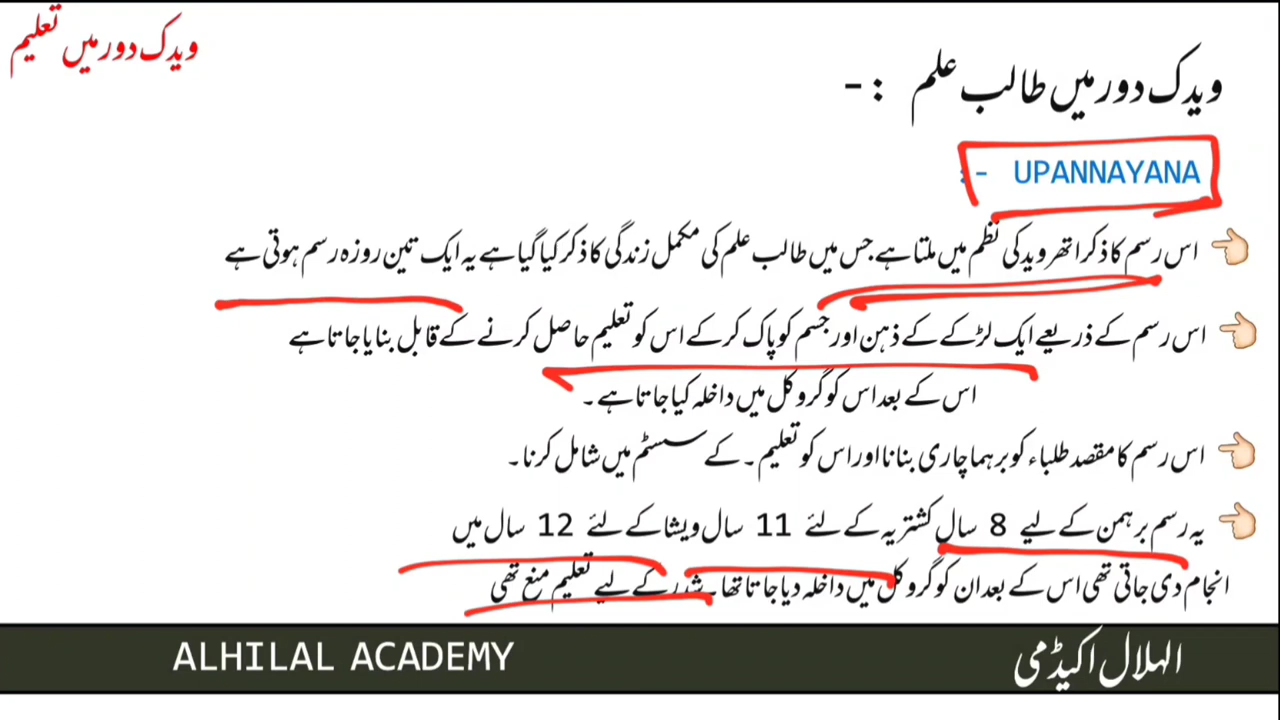 ویدک دور میں تعلیم
ویدک دور میں طالب علم :-
UPANNAYANA -:
اس رسم کا ذکر اتھر وید کی نظم میں ملتا ہے جس میں طالب علم کی مکمل زندگی کا ذکر کیا گیا ہے یہ ایک تین روزہ رسم ہوتی ہے
اس رسم کے ذریعے ایک لڑکے کے ذہن اور جسم کو پاک کر کے اس کو تعلیم حاصل کرنے کے قابل بنایا جاتا ہے
اس کے بعد اس کو گروکل میں داخلہ کیا جاتا ہے۔
اس رسم کا مقصد طلباء کو برہماچاری بنانا اور اس کو تعلیم۔ کے سسٹم میں شامل کرنا۔
یہ رسم برہمن کے لیے 8 سال کشتریہ کے لئے 11 سال ویشا کے لئے 12 سال میں
انجام دی جاتی تھی اس کے بعد ان کو گروکل میں داخلہ دیا جاتا تھا۔ شدر کے لیے تعلیم منع تھی
ALHILAL ACADEMY الہلال اکیڈمی